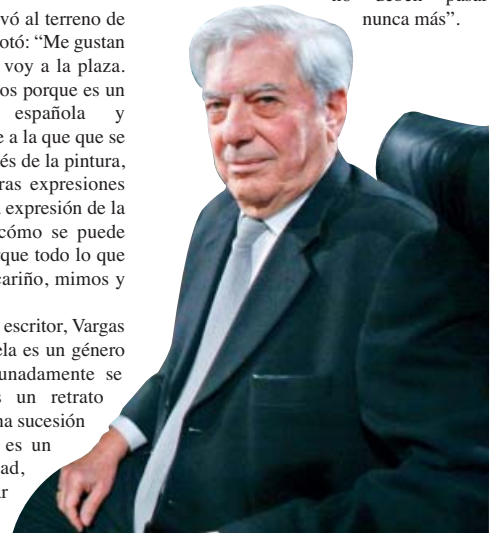 vó al terreno de
otó: “Me gustan
voy a la plaza.
os porque es un
española y
e a la que que se
és de la pintura,
ras expresiones
expresión de la
cómo se puede
que todo lo que
cariño, mimos y
escritor, Vargas
ela es un género
unadamente se
s un retrato
na sucesión
es un
ad,
ar
nunca más”.